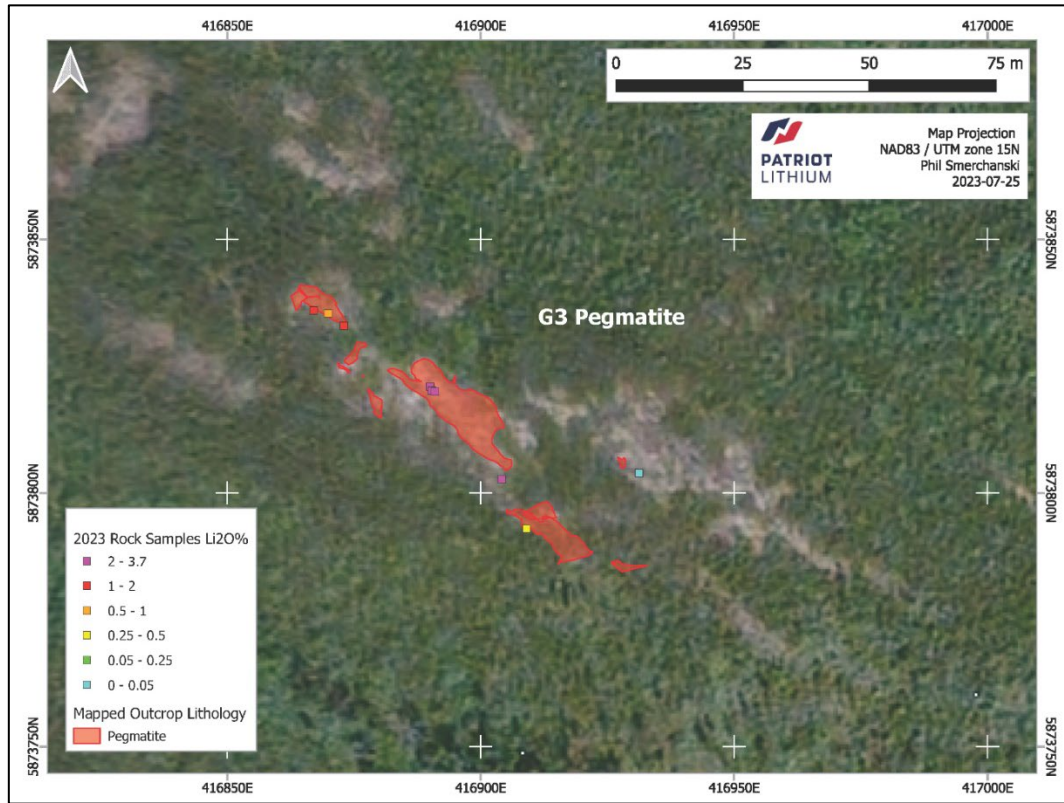 416850E 416900E 416950E 417000E
0 25 50 75 m
PATRIOT
LITHIUM
Map Projection
NAD83 / UTM zone 15N
Phil Smerchanski
2023-07-25
5873850N 5873850N
G3 Pegmatite
5873800N 5873800N
2023 Rock Samples Li2O%
2 - 3.7
1 - 2
0.5 - 1
0.25 - 0.5
0.05 - 0.25
0 - 0.05
Mapped Outcrop Lithology
Pegmatite
5873750N 5873750N
416850E 416900E 416950E 417000E